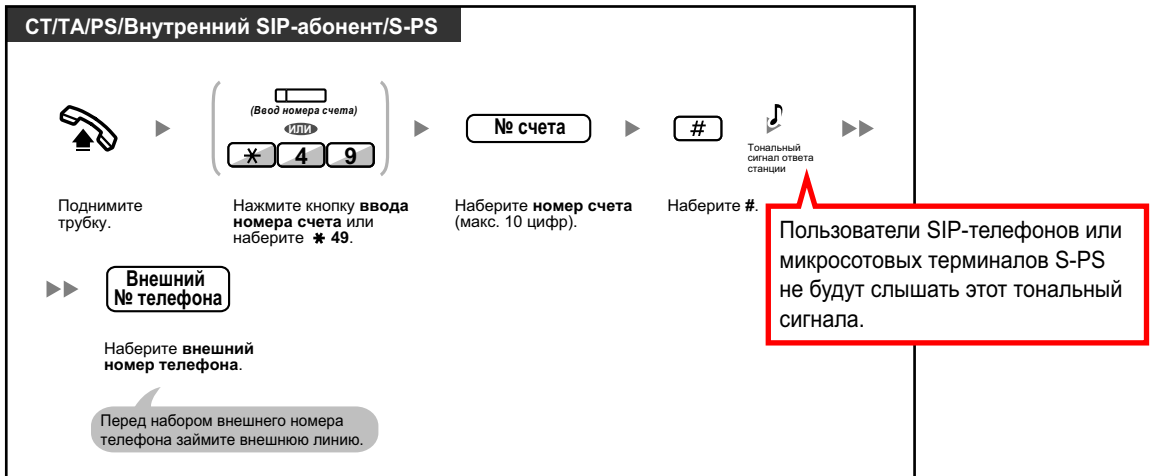 СТ/ТА/PS/Внутренний SIP-абонент/S-PS
(Ввод номера счета)
ИЛИ
* 4 9
№ счета
#
Тональный
сигнал ответа
станции
Поднимите
трубку.
Нажмите кнопку ввода
номера счета или
наберите * 49.
Наберите номер счета
(макс. 10 цифр).
Наберите #.
Пользователи SIP-телефонов или
микросотовых терминалов S-PS
не будут слышать этот тональный
сигнала.
Внешний
№ телефона
Наберите внешний
номер телефона.
Перед набором внешнего номера
телефона займите внешнюю линию.